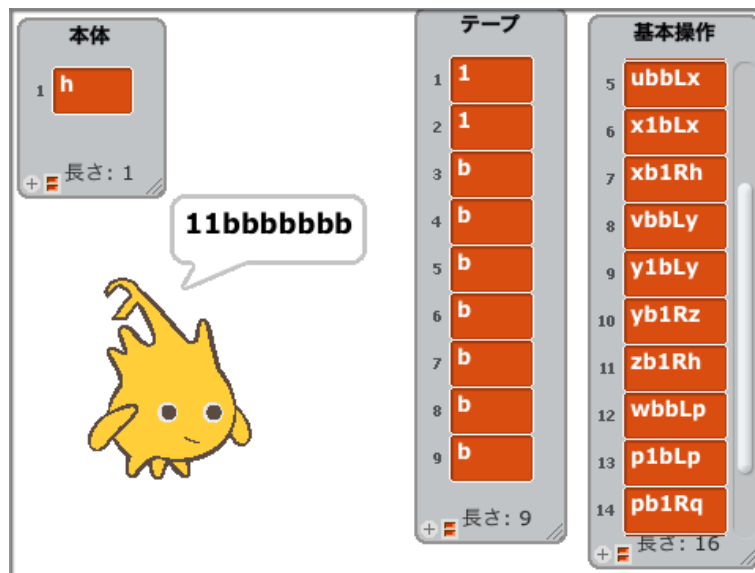 本体
1 h
+ = 長さ: 1
11bbbbbbb
テープ
1 1
2 1
3 b
4 b
5 b
6 b
7 b
8 b
9 b
+ = 長さ: 9
基本操作
5 ubbLx
6 x1bLx
7 xb1Rh
8 vbbLy
9 y1bLy
10 yb1Rz
11 zb1Rh
12 wbbLp
13 p1bLp
14 pb1Rq
+ = 長さ: 16